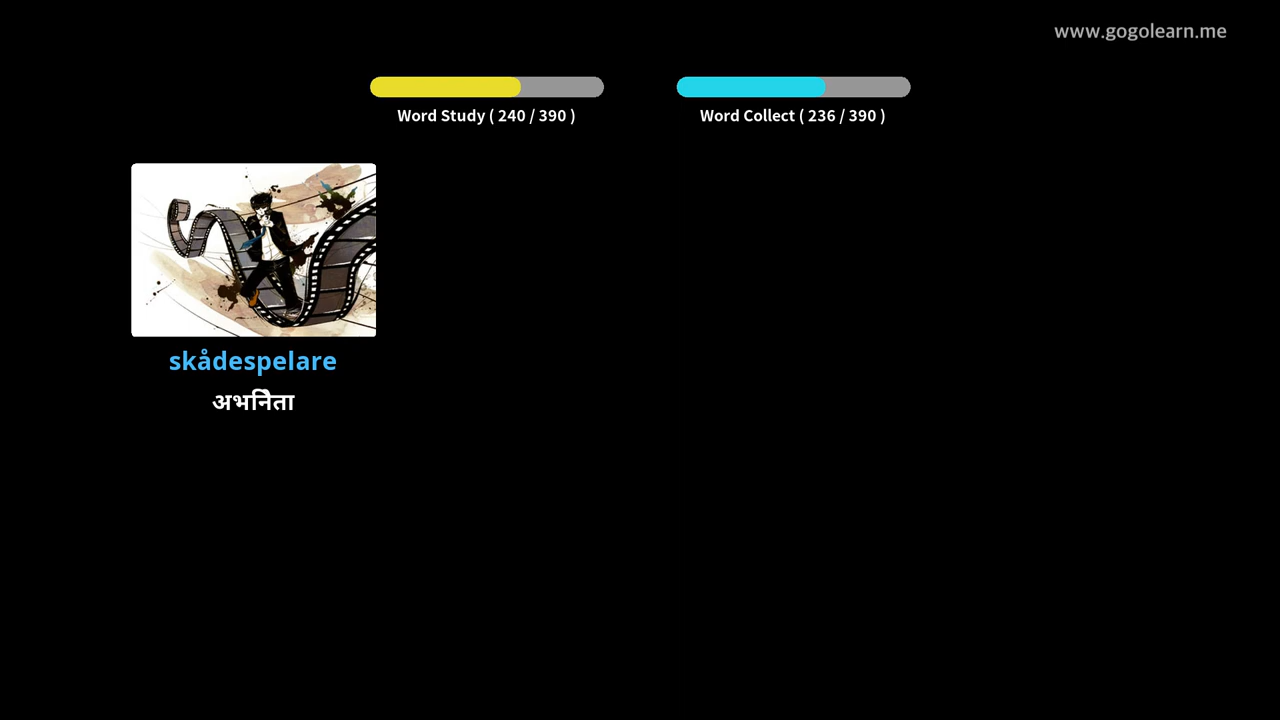 www.gogolearn.me
Word Study ( 240 / 390 )
Word Collect ( 236 / 390 )
skådespelare
अभिनेता